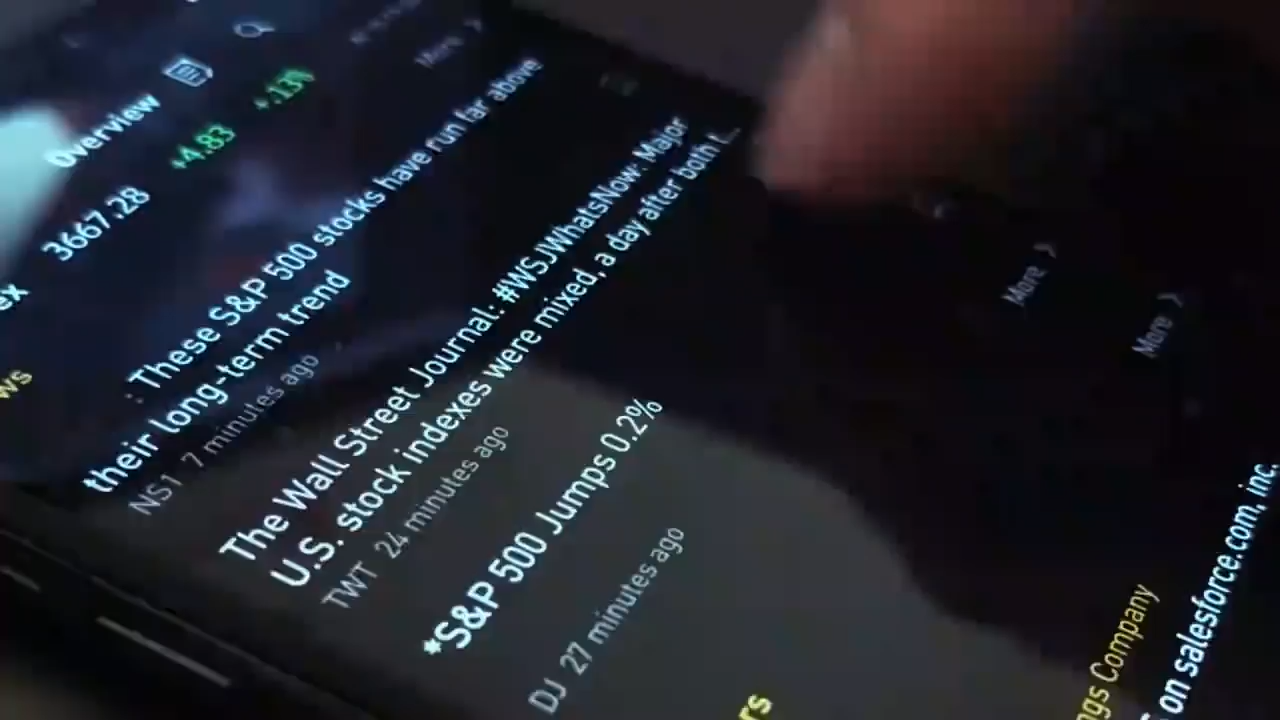 Overview
3667.28 +4.83 +.13%
More
: These S&P 500 stocks have run far above
their long-term trend
NS1 7 minutes ago
The Wall Street Journal: #WSJWhatsNow: Major
U.S. stock indexes were mixed, a day after both t...
TWT 24 minutes ago
*S&P 500 Jumps 0.2%
DJ 27 minutes ago
More
More
ngs Company
on salesforce.com, inc.